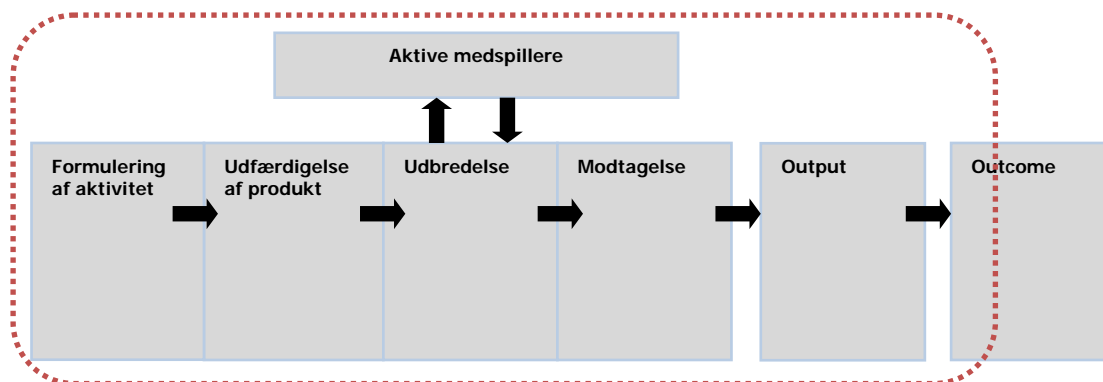 Aktive medspillere
Formulering
af aktivitet
Udfærdigelse
af produkt
Udbredelse
Modtagelse
Output
Outcome